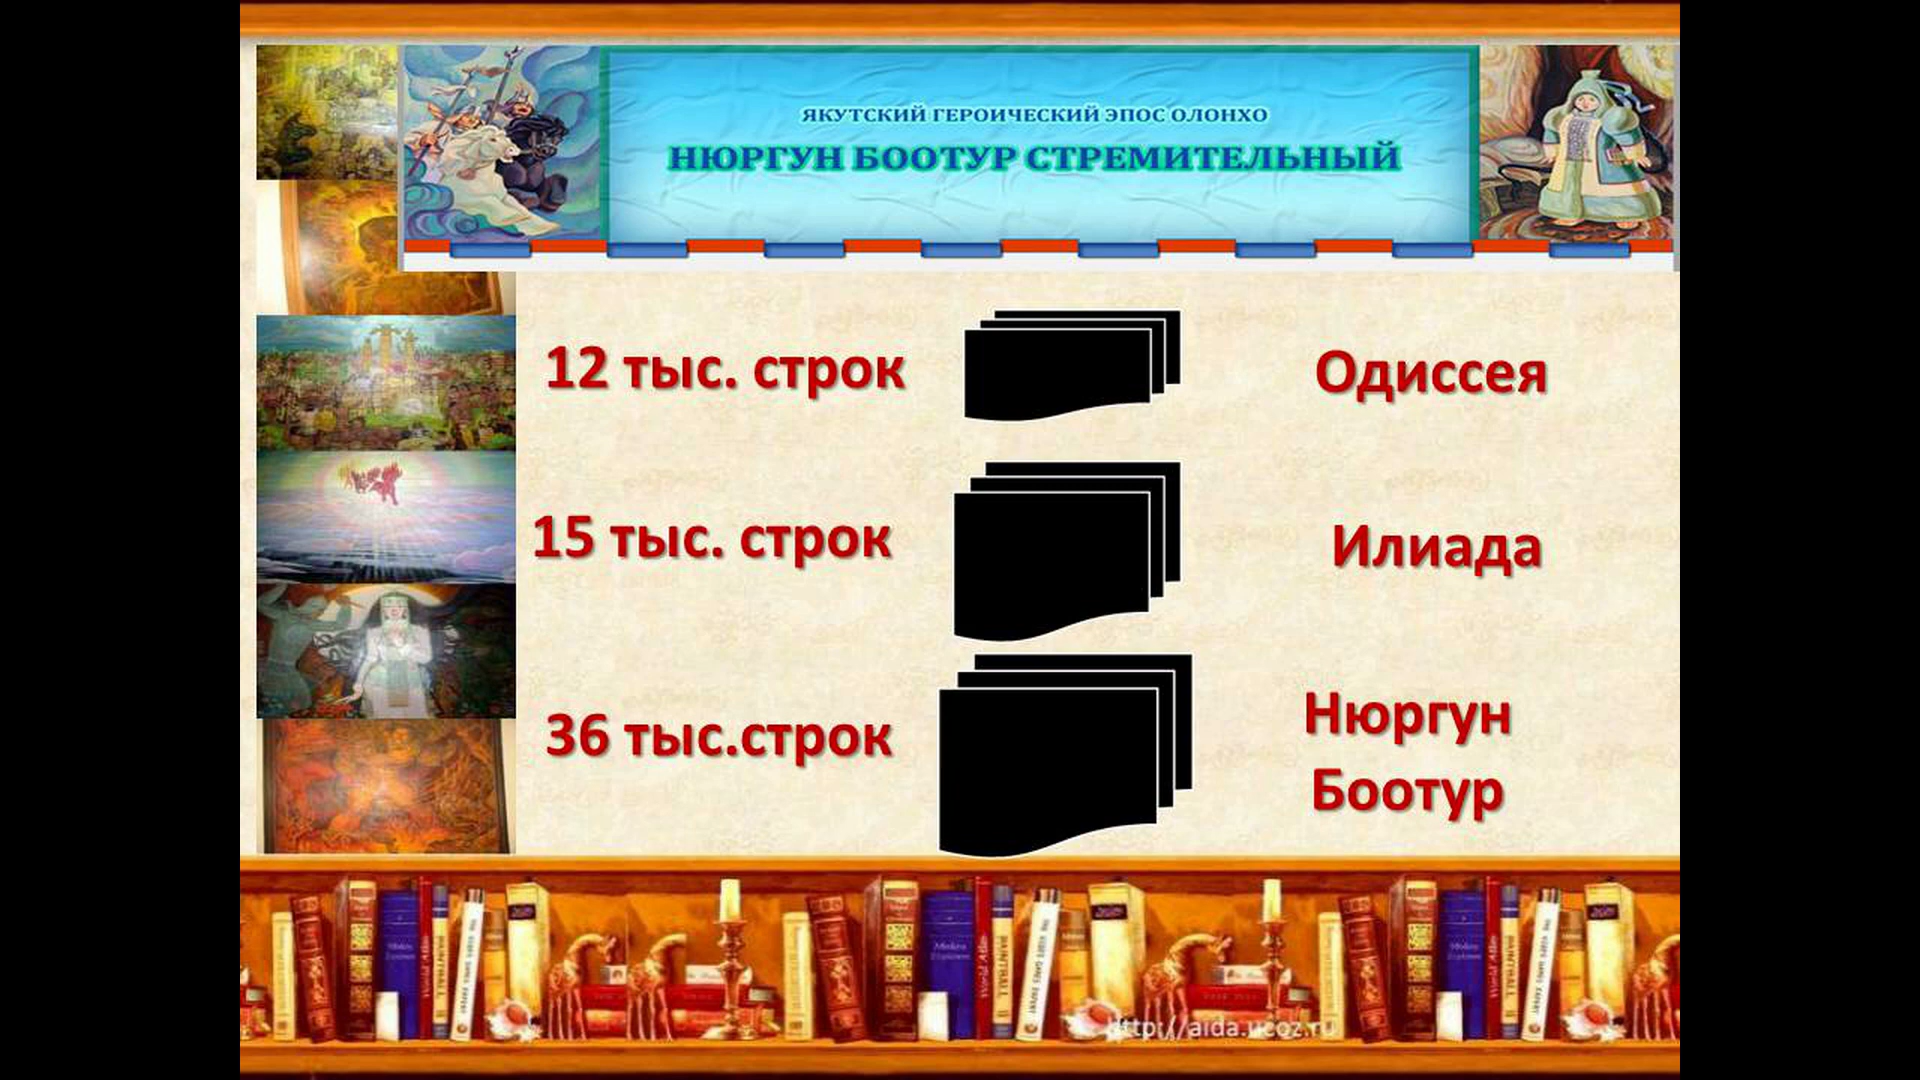 ЯКУТСКИЙ ГЕРОИЧЕСКИЙ ЭПОС ОЛОНХО
НЮРГУН БООТУР СТРЕМИТЕЛЬНЫЙ
12 тыс. строк
Одиссея
15 тыс. строк
Илиада
36 тыс.строк
Нюргун
Боотур
http://aida.ucoz.ru